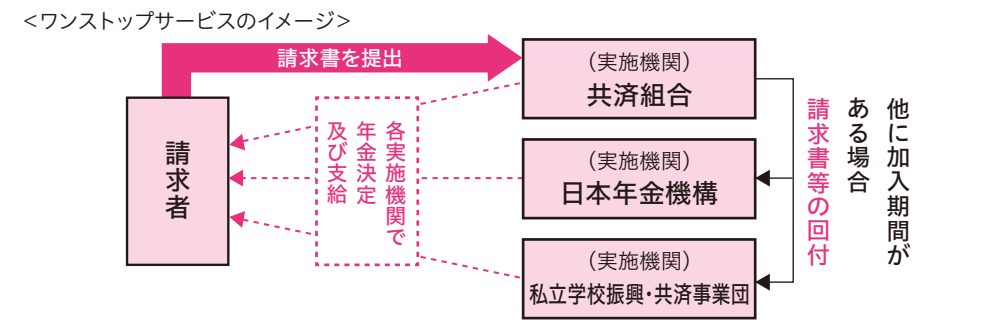 <ワンストップサービスのイメージ>
請求書を提出
請求者
各実施機関で
年金決定
及び支給
（実施機関）
共済組合
（実施機関）
日本年金機構
（実施機関）
私立学校振興・共済事業団
他に加入期間が
ある場合
請求書等の回付